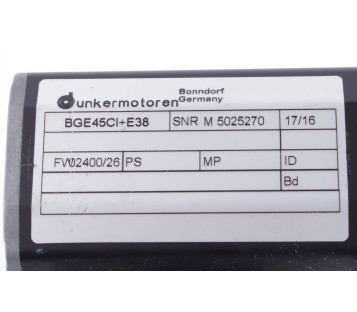 dunkermotoren Bonndorf
Germany
BGE45CI+E38 SNR M 5025270 17/16
FW02400/26 PS MP ID
Bd